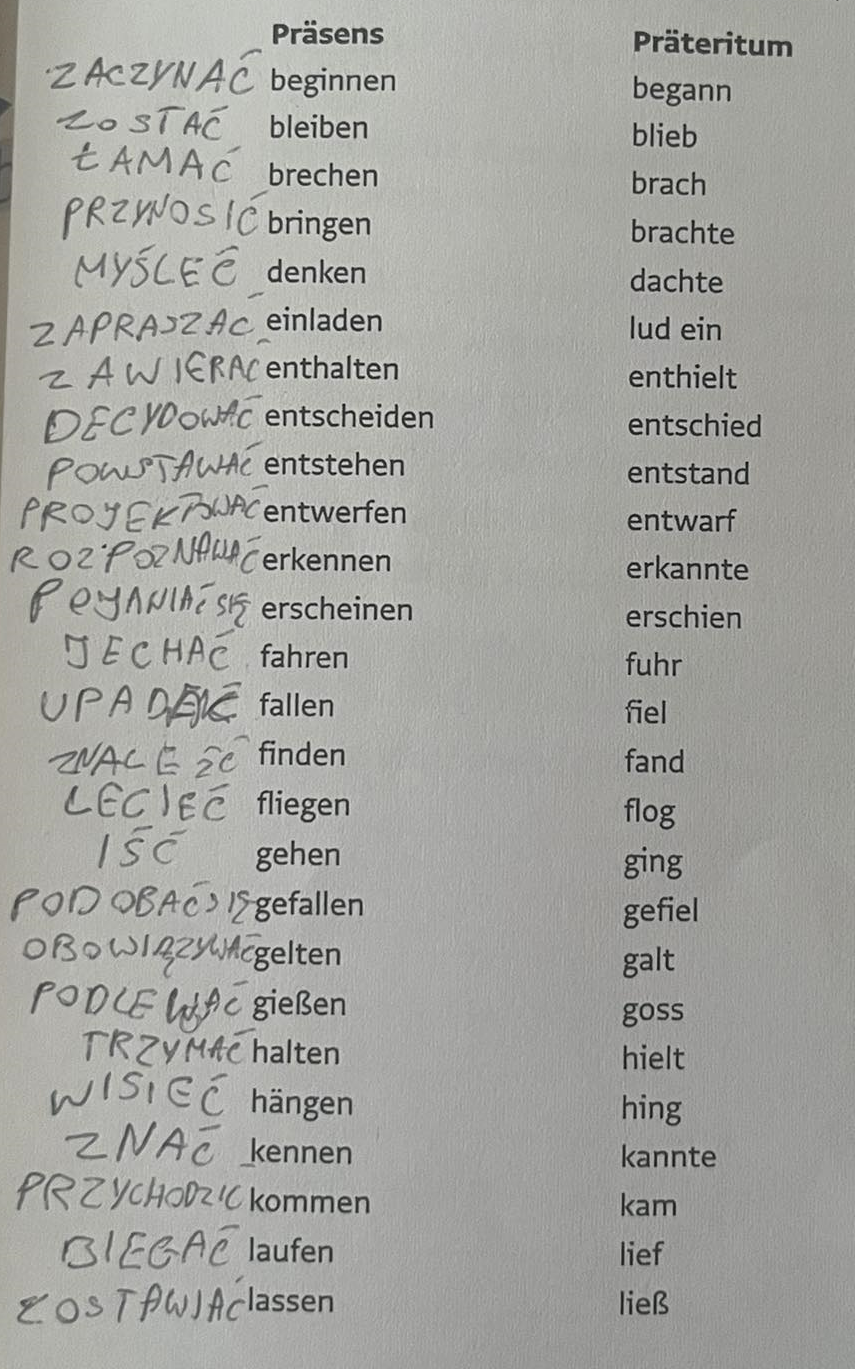 Präsens Präteritum
ZACZYNAĆ beginnen begann
ZOSTAĆ bleiben blieb
ŁAMAĆ brechen brach
PRZYNOSIĆ bringen brachte
MYŚLEĆ denken dachte
ZAPRASZAĆ einladen lud ein
ZAWIERAĆ enthalten enthielt
DECYDOWAĆ entscheiden entschied
POWSTAWAĆ entstehen entstand
PROJEKTOWAĆ entwerfen entwarf
ROZPOZNAWAĆ erkennen erkannte
POJANIAĆ SIĘ erscheinen erschien
JECHAĆ fahren fuhr
UPADAĆ fallen fiel
ZNALEŹĆ finden fand
LECIEĆ fliegen flog
IŚĆ gehen ging
PODOBAĆ SIĘ gefallen gefiel
OBOWIĄZYWAĆ gelten galt
PODLEWAĆ gießen goss
TRZYMAĆ halten hielt
WISIEĆ hängen hing
ZNAĆ kennen kannte
PRZYCHODZIĆ kommen kam
BIEGAĆ laufen lief
ZOSTAWIAĆ lassen ließ